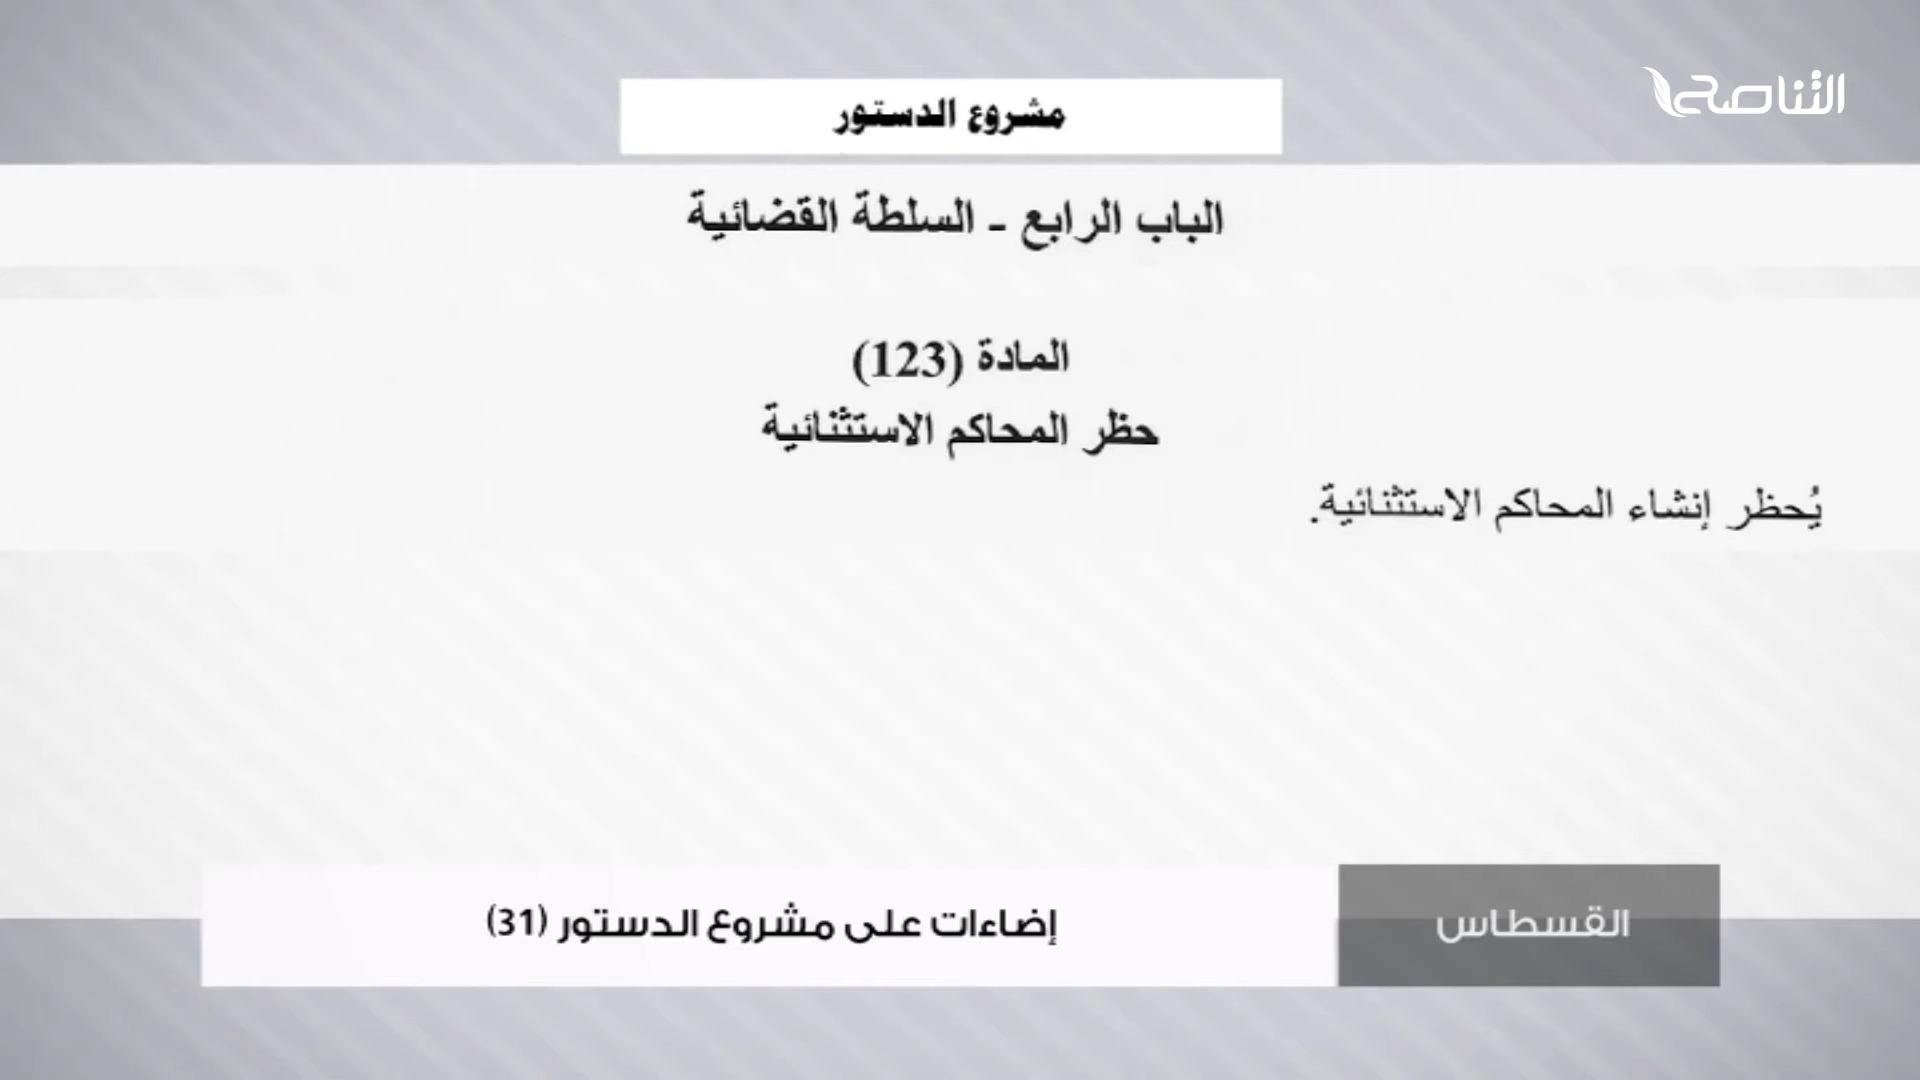 التناصح
مشروع الدستور
الباب الرابع - السلطة القضائية
المادة (123)
حظر المحاكم الاستثنائية
يُحظر إنشاء المحاكم الاستثنائية.
القسطاس
إضاءات على مشروع الدستور (31)